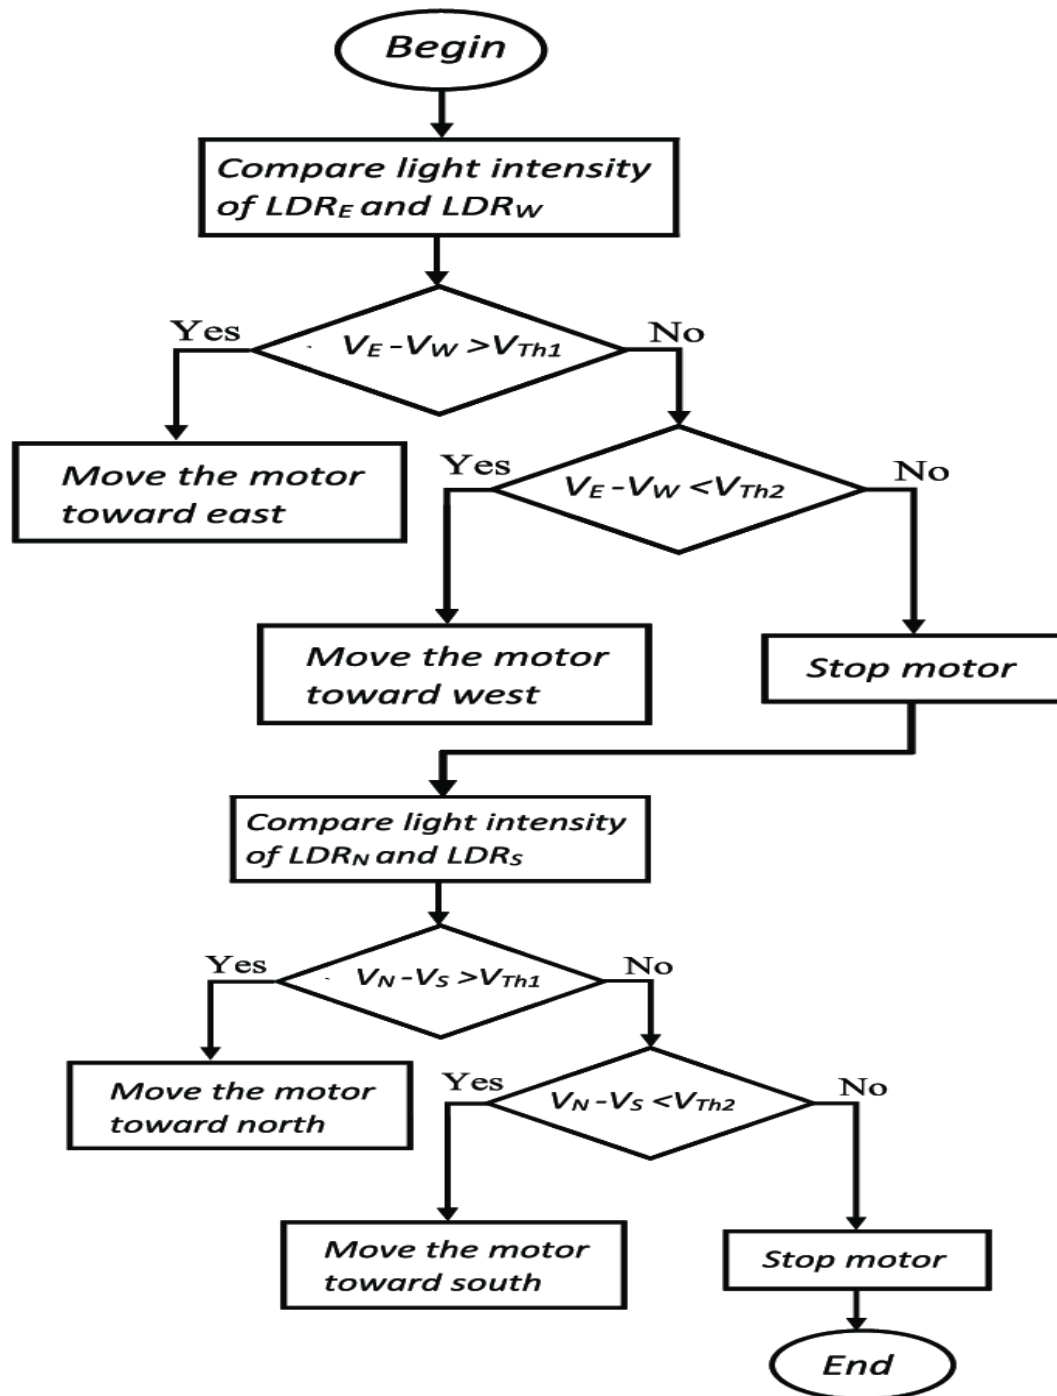 Begin
Compare light intensity
of LDRE and LDRW
Yes
VE -VW >VTh1
No
Move the motor
toward east
Yes
VE -VW <VTh2
No
Move the motor
toward west
Stop motor
Compare light intensity
of LDRN and LDRS
Yes
VN -VS >VTh1
No
Move the motor
toward north
Yes
VN -VS <VTh2
No
Move the motor
toward south
Stop motor
End